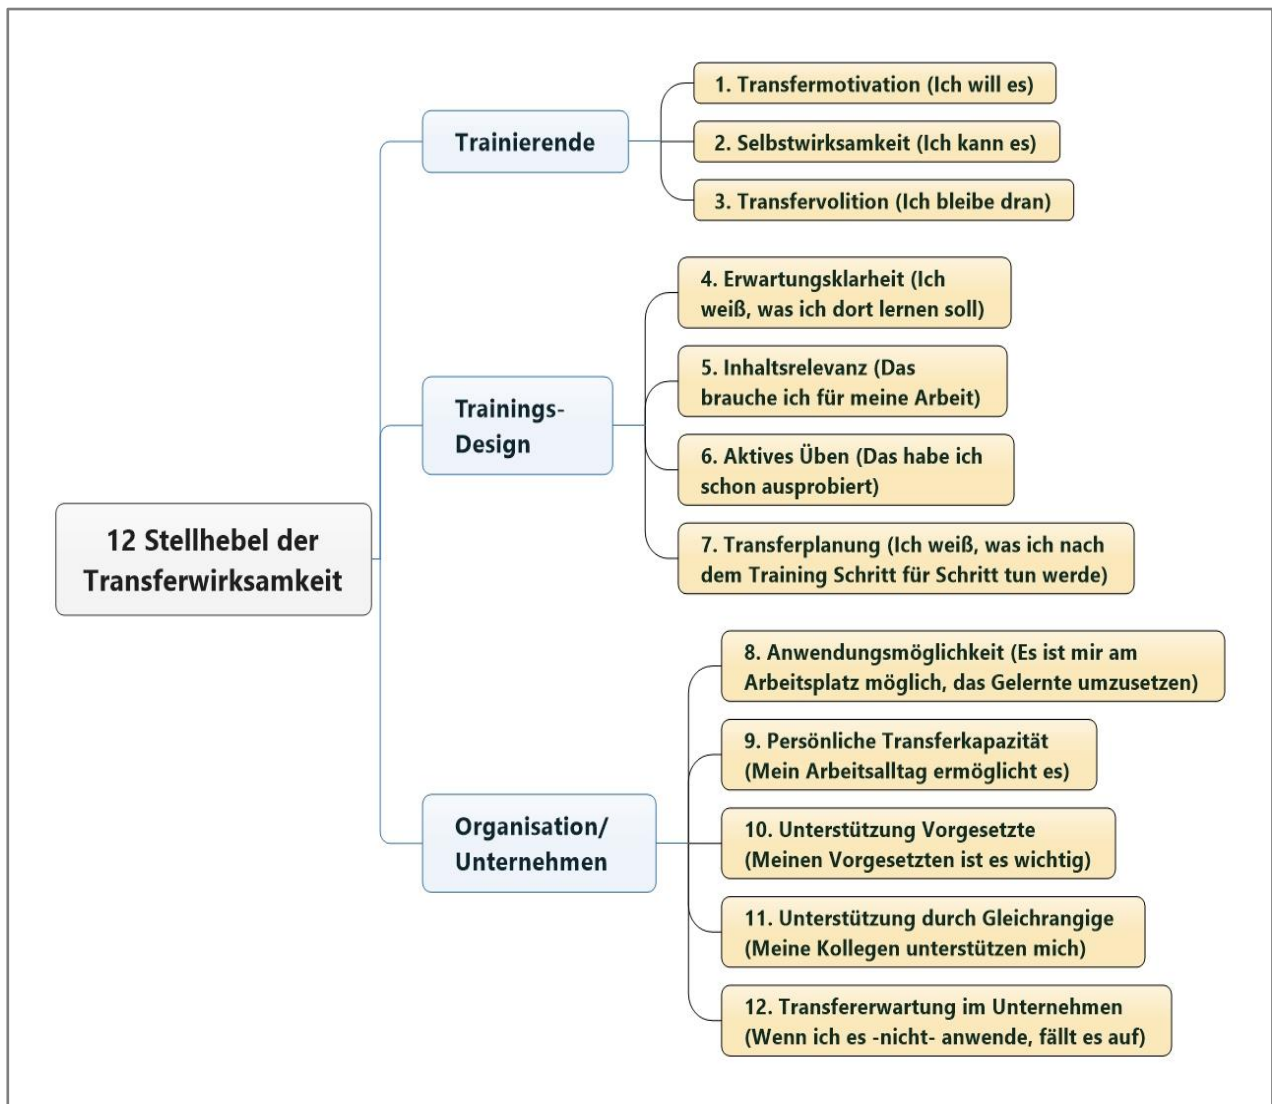 12 Stellhebel der
Transferwirksamkeit
Trainierende
1. Transfermotivation (Ich will es)
2. Selbstwirksamkeit (Ich kann es)
3. Transfervolition (Ich bleibe dran)
Trainings-
Design
4. Erwartungsklarheit (Ich
weiß, was ich dort lernen soll)
5. Inhaltsrelevanz (Das
brauche ich für meine Arbeit)
6. Aktives Üben (Das habe ich
schon ausprobiert)
7. Transferplanung (Ich weiß, was ich nach
dem Training Schritt für Schritt tun werde)
Organisation/
Unternehmen
8. Anwendungsmöglichkeit (Es ist mir am
Arbeitsplatz möglich, das Gelernte umzusetzen)
9. Persönliche Transferkapazität
(Mein Arbeitsalltag ermöglicht es)
10. Unterstützung Vorgesetzte
(Meinen Vorgesetzten ist es wichtig)
11. Unterstützung durch Gleichrangige
(Meine Kollegen unterstützen mich)
12. Transfererwartung im Unternehmen
(Wenn ich es -nicht- anwende, fällt es auf)